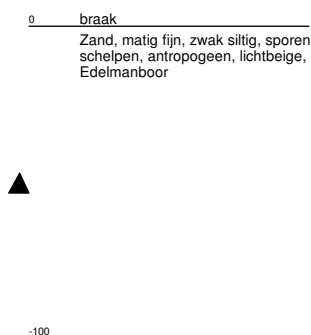 0 braak
Zand, matig fijn, zwak siltig, sporen
schelpen, antropogeen, lichtbeige,
Edelmanboor
-100